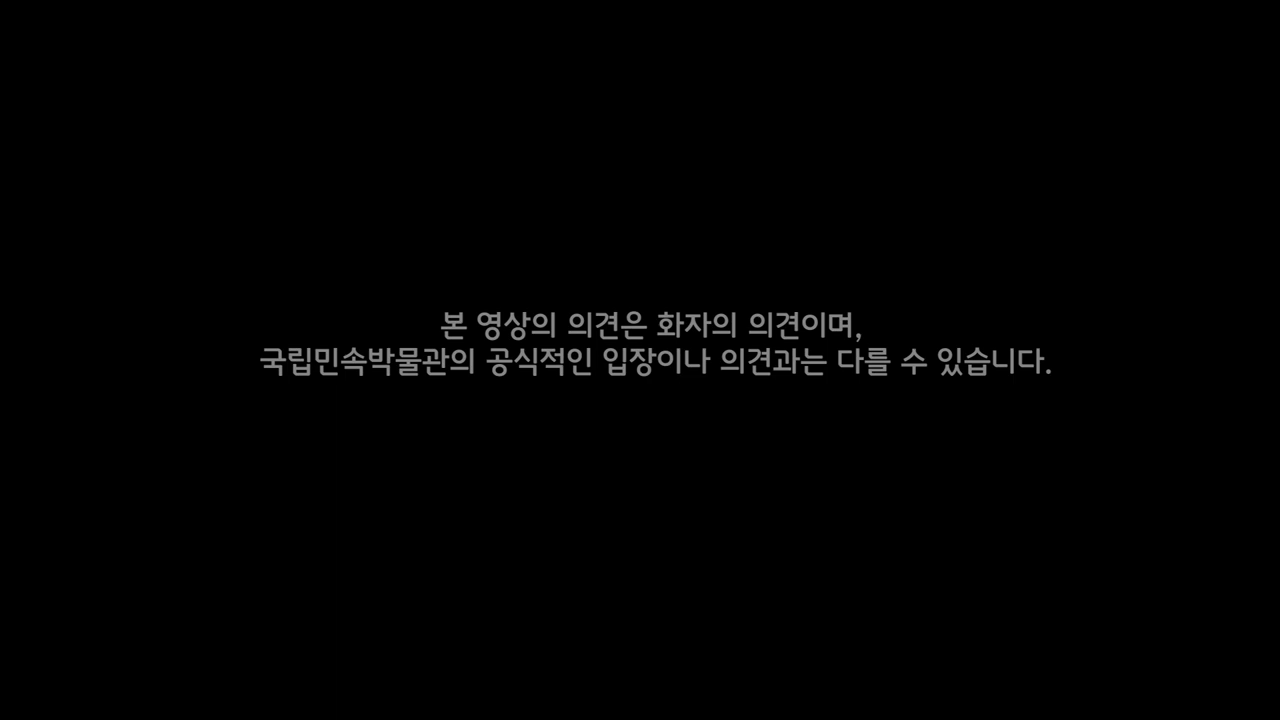 본 영상의 의견은 화자의 의견이며,
국립민속박물관의 공식적인 입장이나 의견과는 다를 수 있습니다.